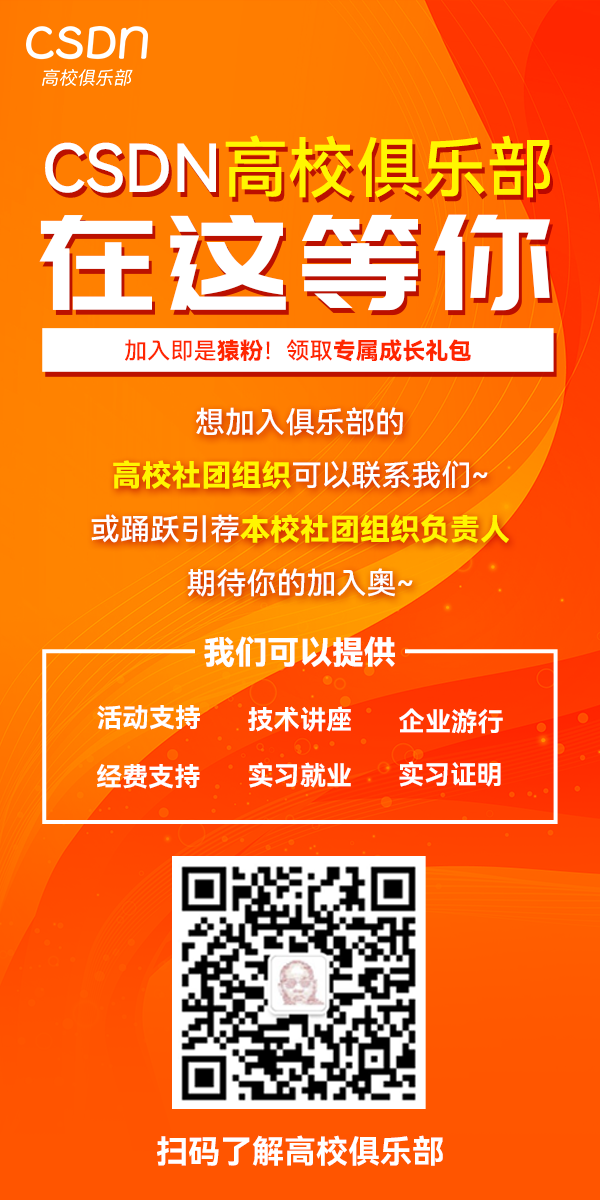 CSDN
高校俱乐部
CSDN高校俱乐部
在这等你
加入即是猿粉！领取专属成长礼包
想加入俱乐部的
高校社团组织可以联系我们~
或踊跃引荐本校社团组织负责人
期待你的加入奥~
我们可以提供
活动支持 技术讲座 企业游行
经费支持 实习就业 实习证明
扫码了解高校俱乐部